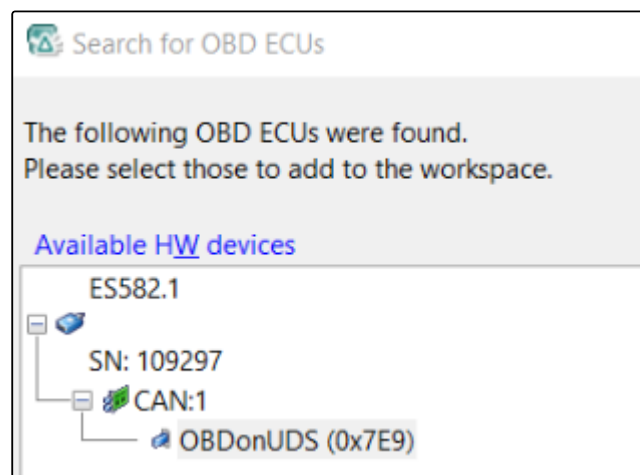 Search for OBD ECUs
The following OBD ECUs were found.
Please select those to add to the workspace.
Available HW devices
ES582.1
SN: 109297
CAN:1
OBDonUDS (0x7E9)